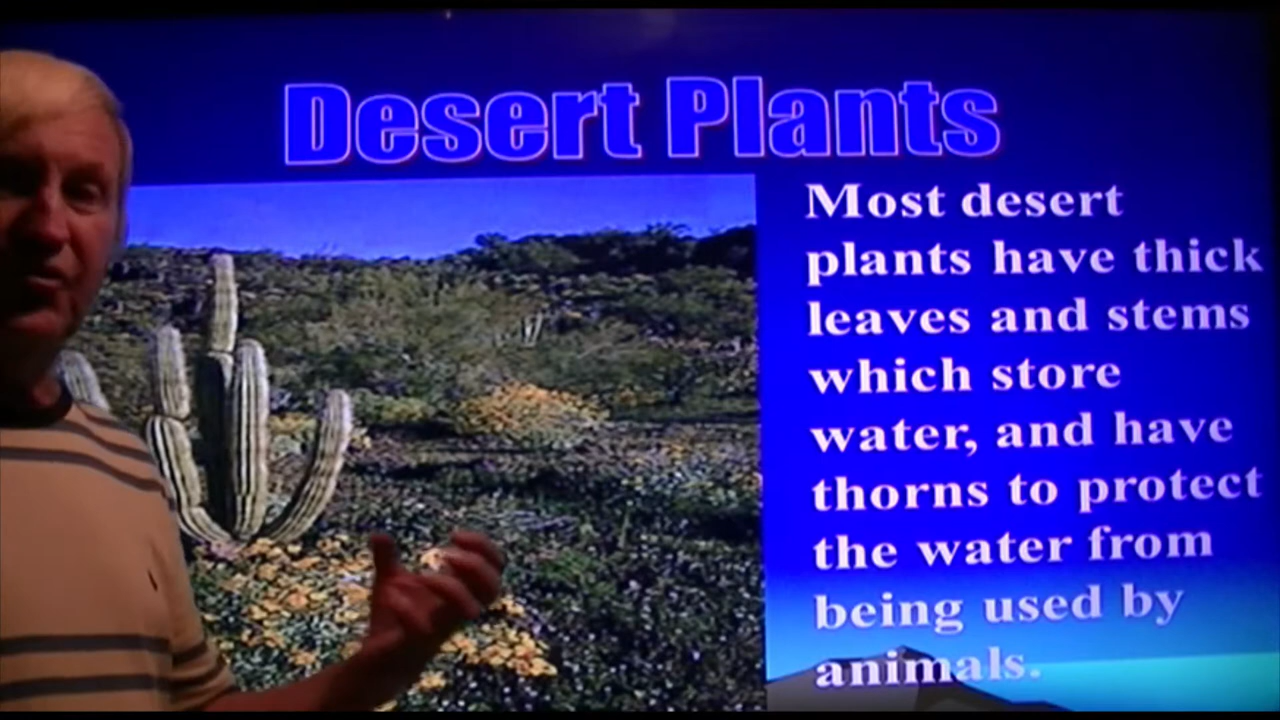 Desert Plants
Most desert
plants have thick
leaves and stems
which store
water, and have
thorns to protect
the water from
being used by
animals.